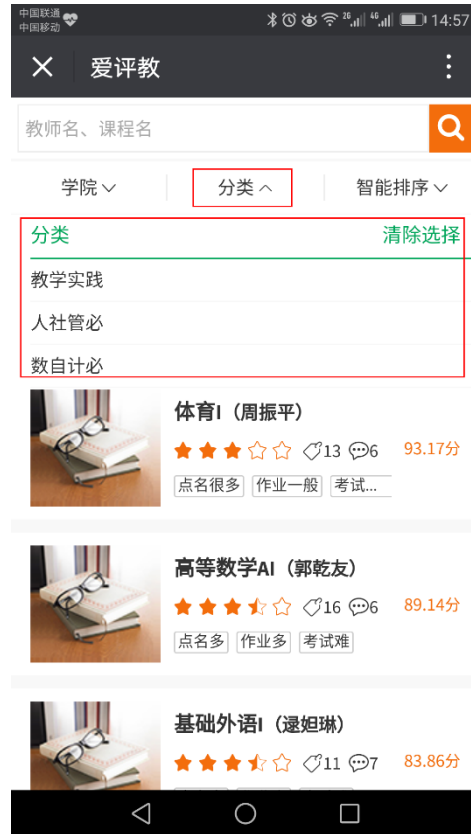 中国联通
中国移动
26 46 14:57
爱评教
教师名、课程名
学院 分类 智能排序
分类 清除选择
教学实践
人社管必
数自计必
体育I（周振平）
13 6 93.17分
点名很多 作业一般 考试...
高等数学AI（郭乾友）
16 6 89.14分
点名多 作业多 考试难
基础外语I（逯妲琳）
11 7 83.86分